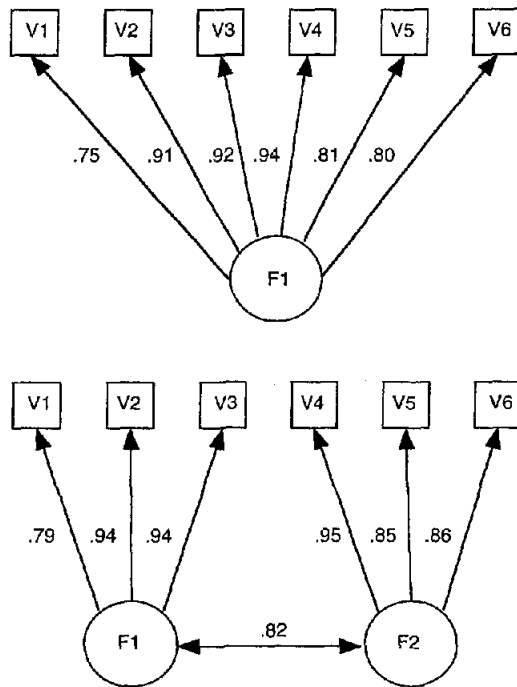 V1 V2 V3 V4 V5 V6
.75 .91 .92 .94 .81 .80
F1
V1 V2 V3 V4 V5 V6
.79 .94 .94 .95 .85 .86
.82
F1 F2